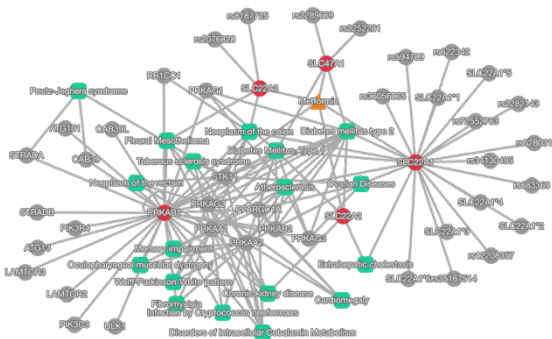 rs8187725
rs2289669
rs2252281
rs2076828
SLC47A1
rs622342
rs594709
SLC22A1*5
RB1CC1
PRKAG1
SLC22A3
Metformin
rs36056065
SLC22A1*1
rs2282143
Peutz-Jeghers syndrome
rs72552763
Neoplasm of the colon
Diabetes mellitus type 2
ATG101
CAB39L
Pleural Mesothelioma
rs628031
Diabetes Mellitus, Type 1
rs34130495
STRADA
CAB39
Tuberous sclerosis syndrome
SLC22A1
rs683369
Neoplasm of the rectum
STK11
Atherosclerosis
Ovarian Diseases
SLC22A1*4
PRKAG2
STRADB
PRKAB1
PPARGC1A
SLC22A2
SLC22A1*2
PIK3R4
PRKAA1
PRKAB2
SLC22A1*3
ATG13
Memory impairment
PRKAA2
PRKAG3
rs12208357
Oculopharyngeal muscular dystrophy
Extrahepatic cholestasis
LAMTOR3
Wolff-Parkinson-White pattern
SLC22A1*6
rs35167514
LAMTOR2
Chronic kidney disease
Fibromyalgia
Cardiomegaly
Infection by Cryptococcus neoformans
PIK3C3
ULK1
Disorders of Intracellular Cobalamin Metabolism